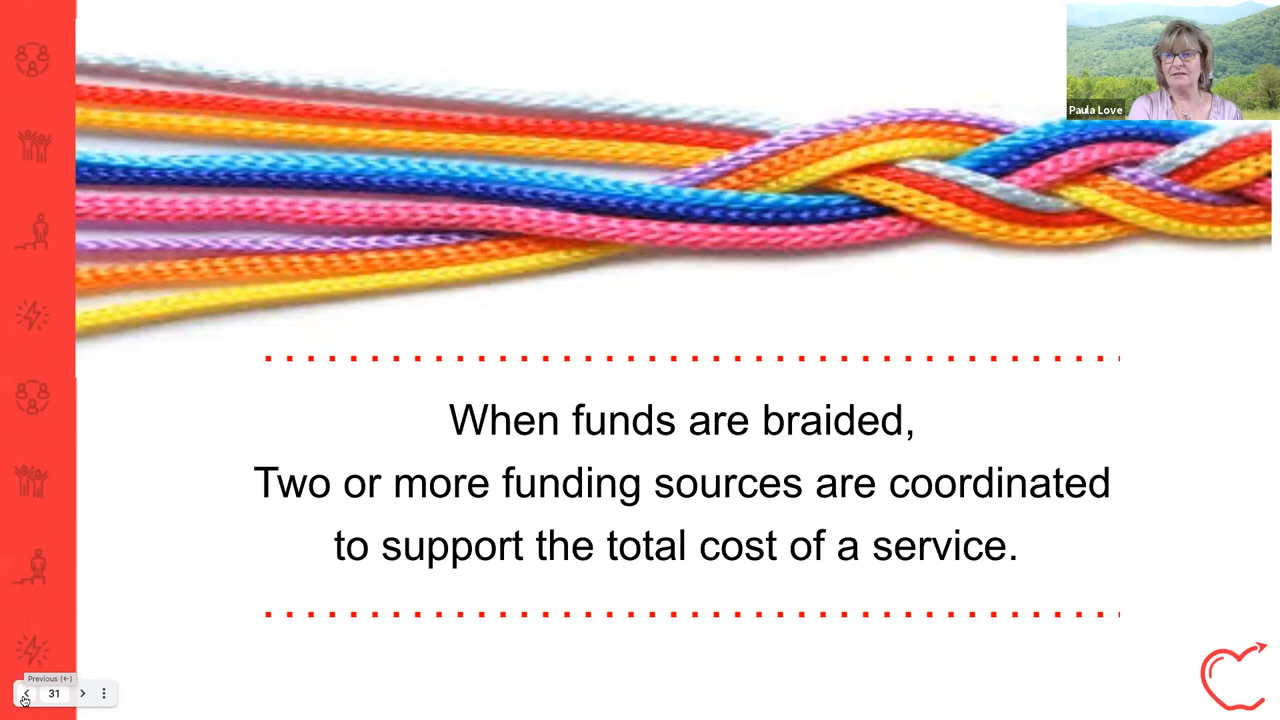 Paula Love
When funds are braided,
Two or more funding sources are coordinated
to support the total cost of a service.
Previous (←)
31